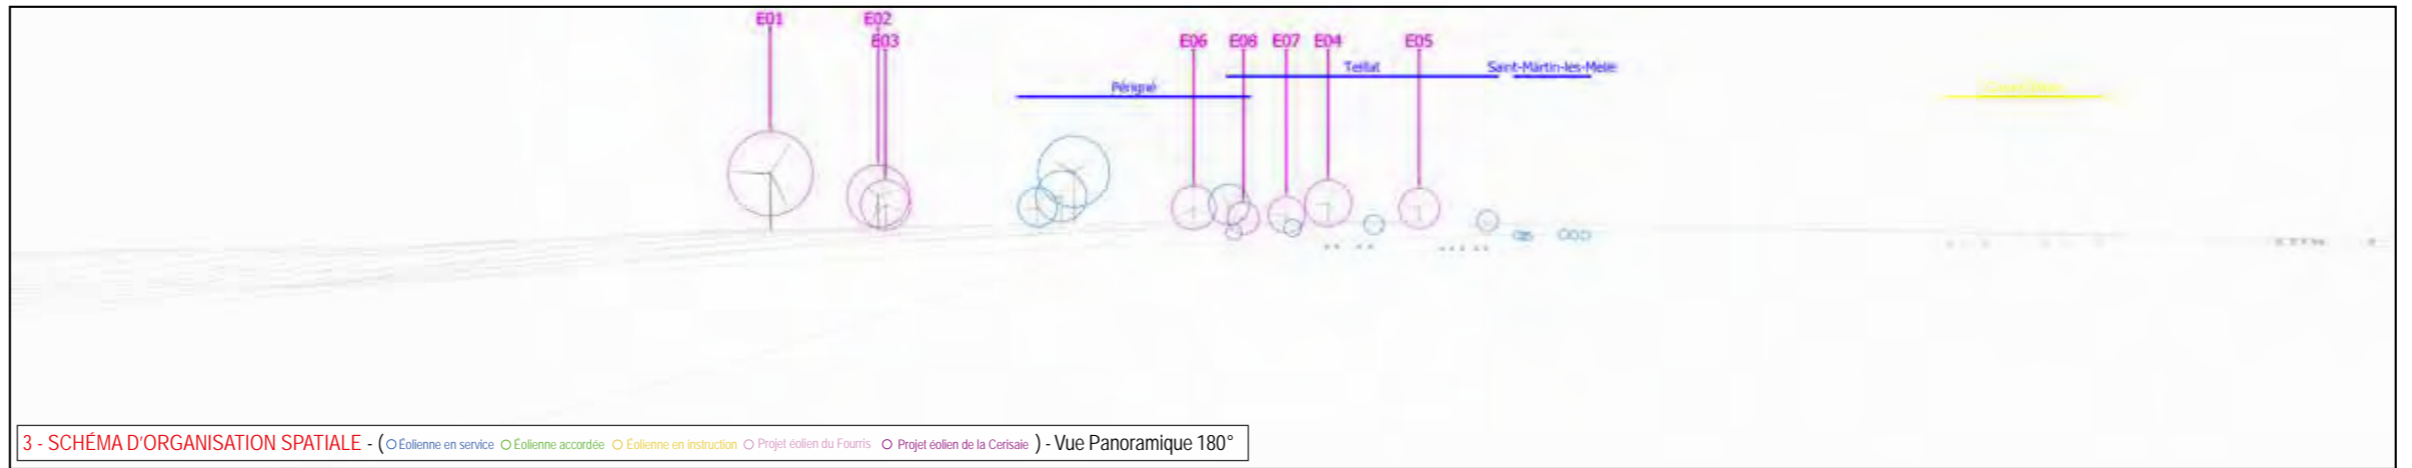 E01 E02
E03 E06 E08 E07 E04 E05
Teillat Saint-Martin-les-Melle
Périgné
3 - SCHÉMA D'ORGANISATION SPATIALE - ( Éolienne en service Éolienne accordée Éolienne en instruction Projet éolien du Fourris Projet éolien de la Cerisaie ) - Vue Panoramique 180°